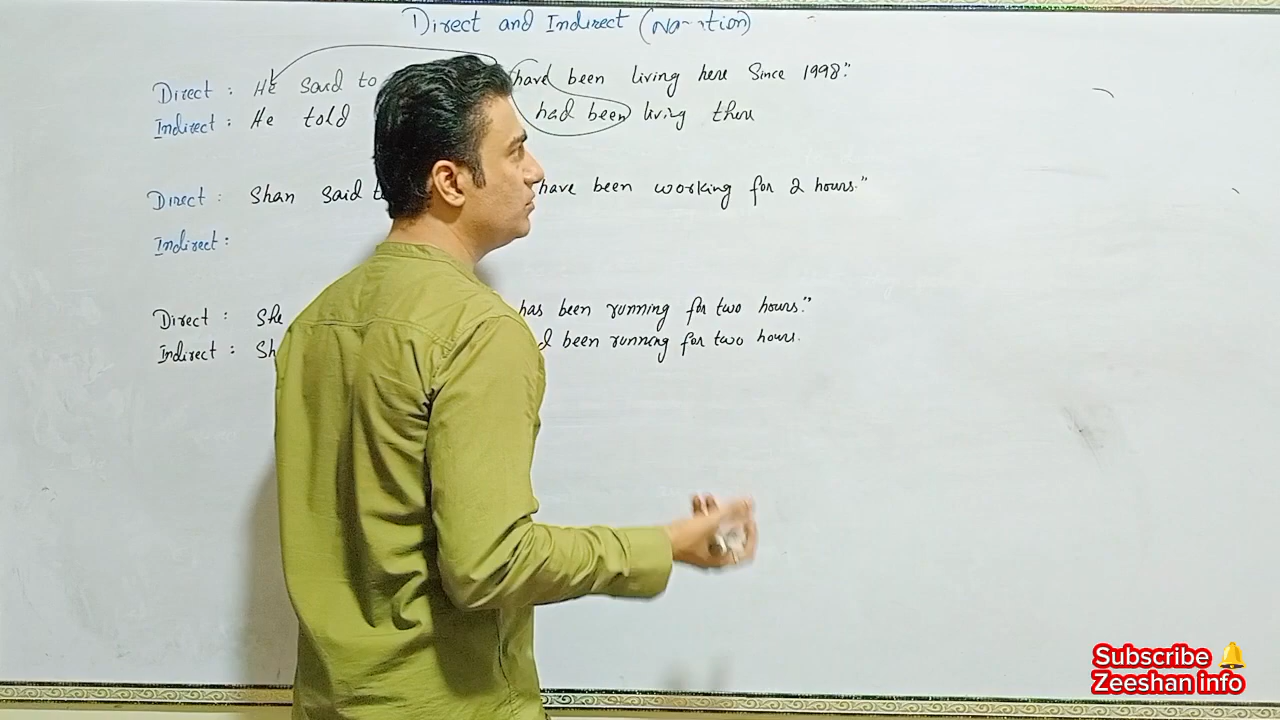 Direct and Indirect (
Direct : He said to have been living here Since 1998."
Indirect : He told had been living there
Direct : Shan said have been working for 2 hours."
Indirect :
Direct : She has been running for two hours."
Indirect : been running for two hours.
Subscribe 🔔
Zeeshan info